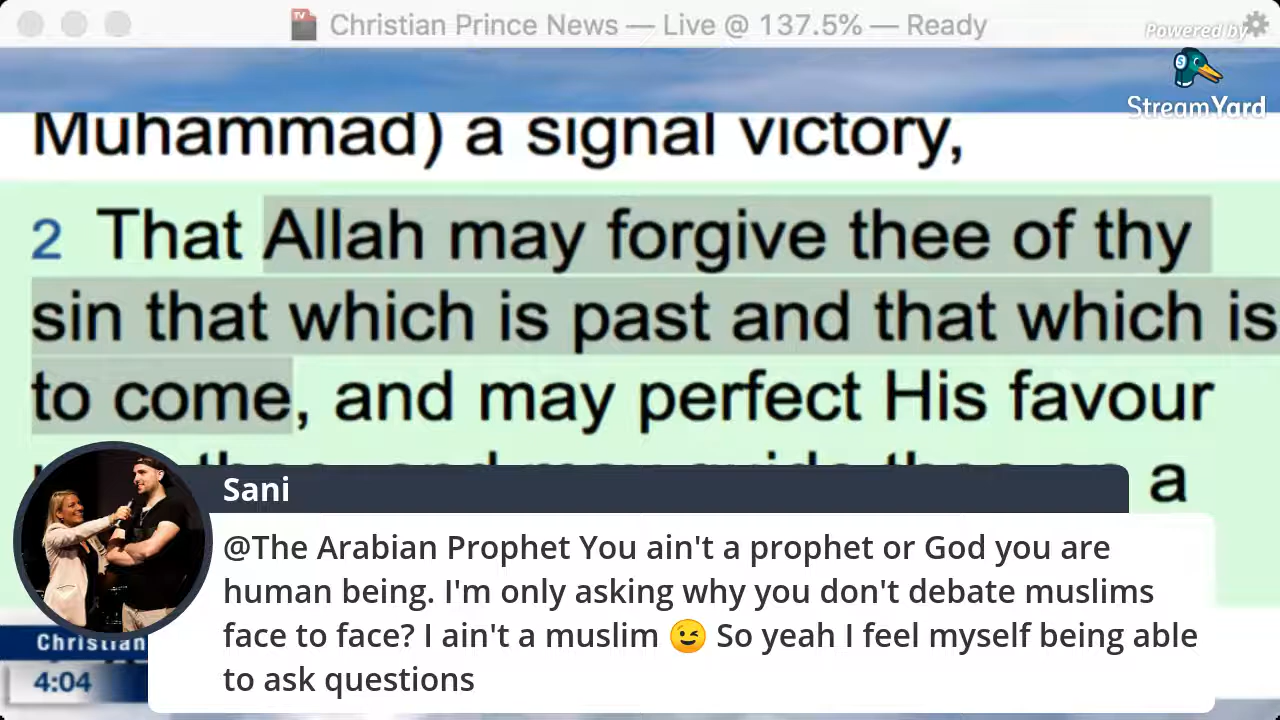 Christian Prince News — Live @ 137.5% — Ready
Powered by
StreamYard
Muhammad) a signal victory,
2 That Allah may forgive thee of thy
sin that which is past and that which is
to come, and may perfect His favour
a
Sani
@The Arabian Prophet You ain't a prophet or God you are
human being. I'm only asking why you don't debate muslims
face to face? I ain't a muslim 😉 So yeah I feel myself being able
to ask questions
Christian
4:04